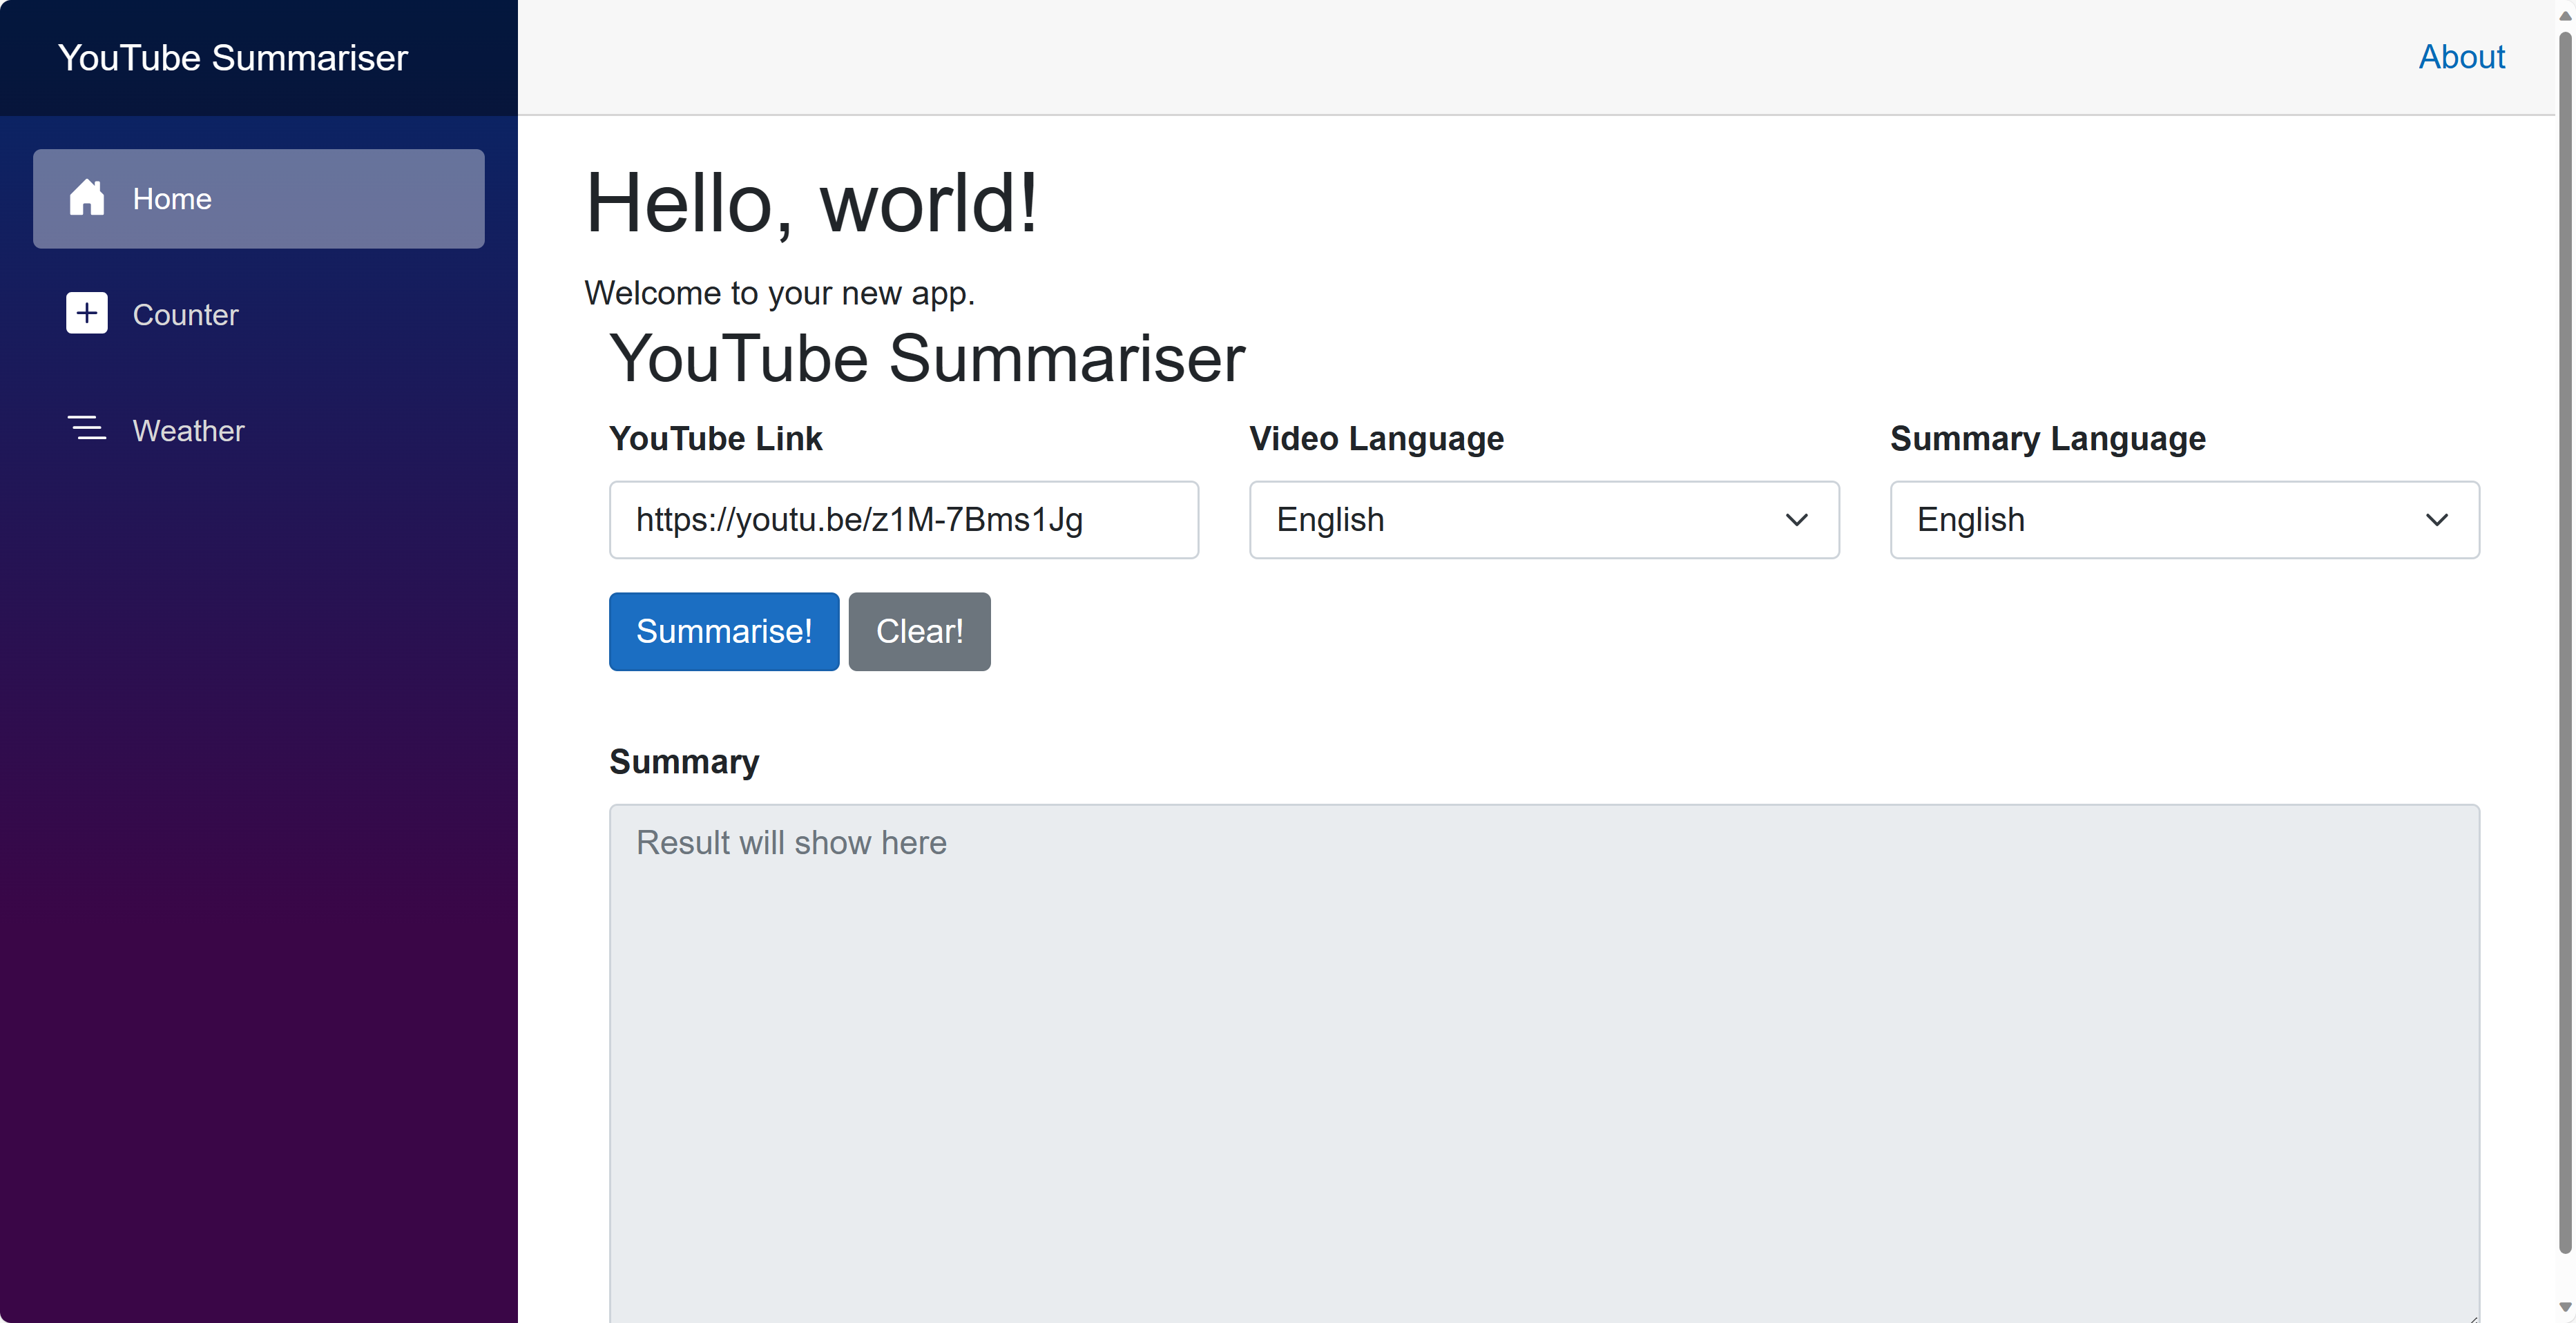 YouTube Summariser
About
Home
Counter
Weather
Hello, world!
Welcome to your new app.
YouTube Summariser
YouTube Link
Video Language
Summary Language
https://youtu.be/z1M-7Bms1Jg
English
English
Summarise!
Clear!
Summary
Result will show here